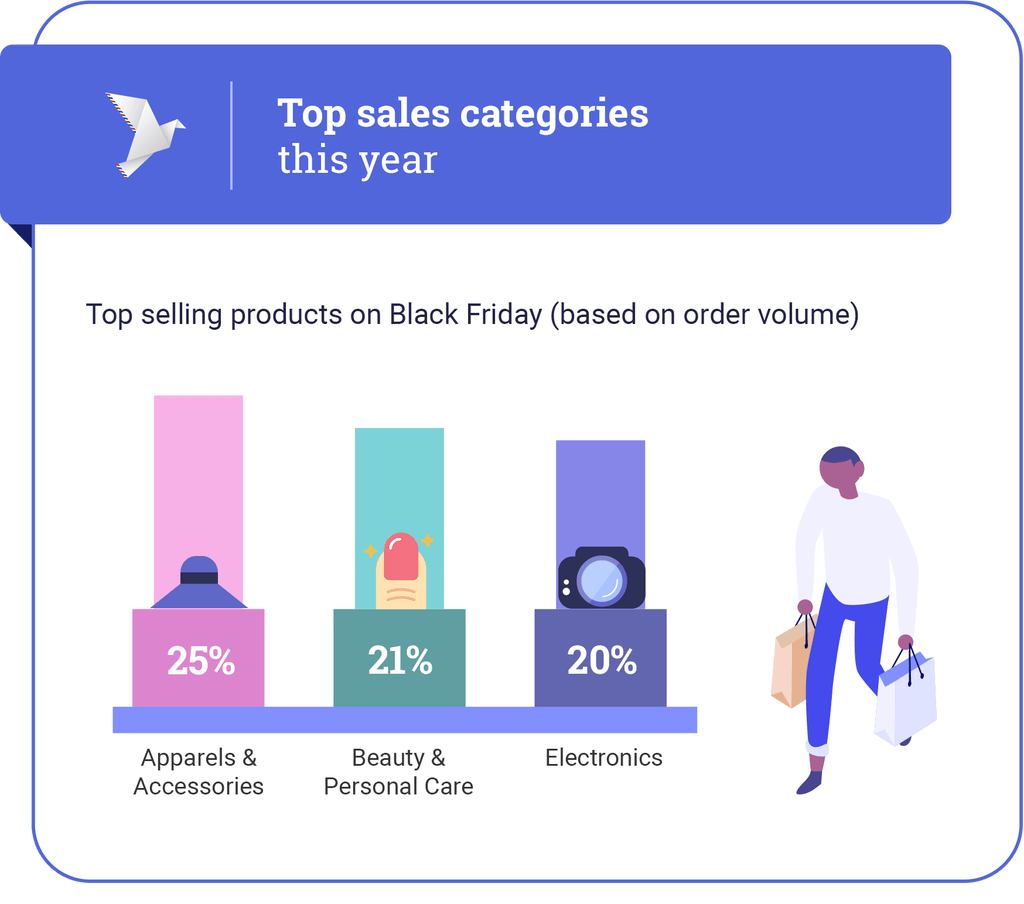 Top sales categories
this year
Top selling products on Black Friday (based on order volume)
25%
21%
20%
Apparels &
Accessories
Beauty &
Personal Care
Electronics